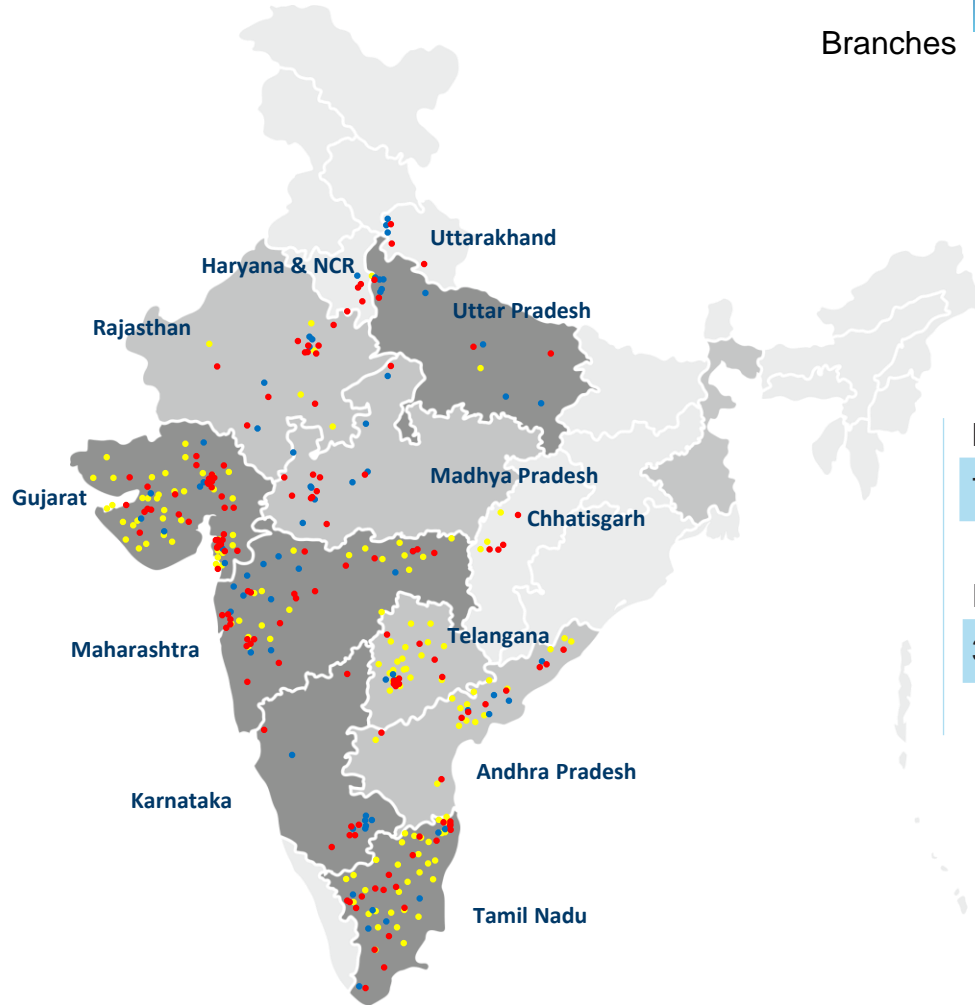 Branches
Uttarakhand
Haryana & NCR
Uttar Pradesh
Rajasthan
Madhya Pradesh
Gujarat
Chhatisgarh
Telangana
Maharashtra
Andhra Pradesh
Karnataka
Tamil Nadu